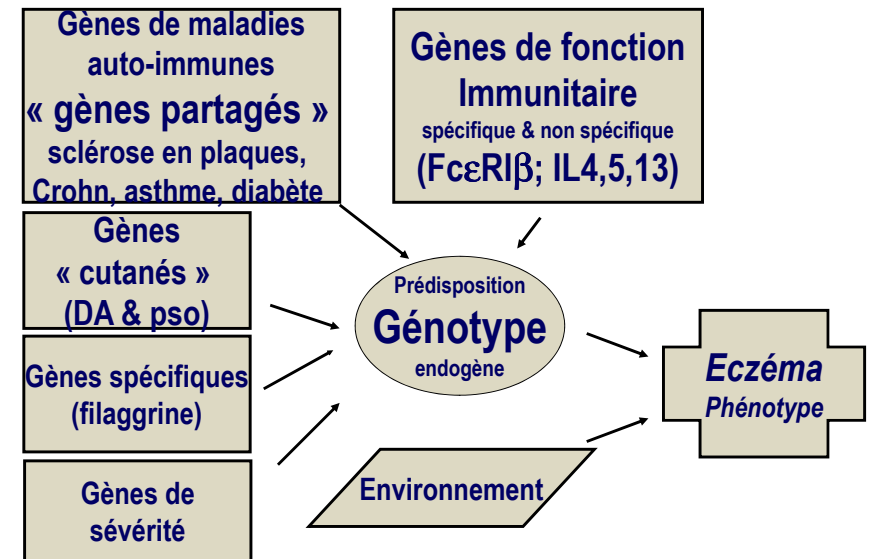 Gènes de maladies
auto-immunes
« gènes partagés »
sclérose en plaques,
Crohn, asthme, diabète
Gènes de fonction
Immunitaire
spécifique & non spécifique
(FcεRIβ; IL4,5,13)
Gènes
« cutanés »
(DA & pso)
Gènes spécifiques
(filaggrine)
Gènes de
sévérité
Prédisposition
Génotype
endogène
Environnement
Eczéma
Phénotype